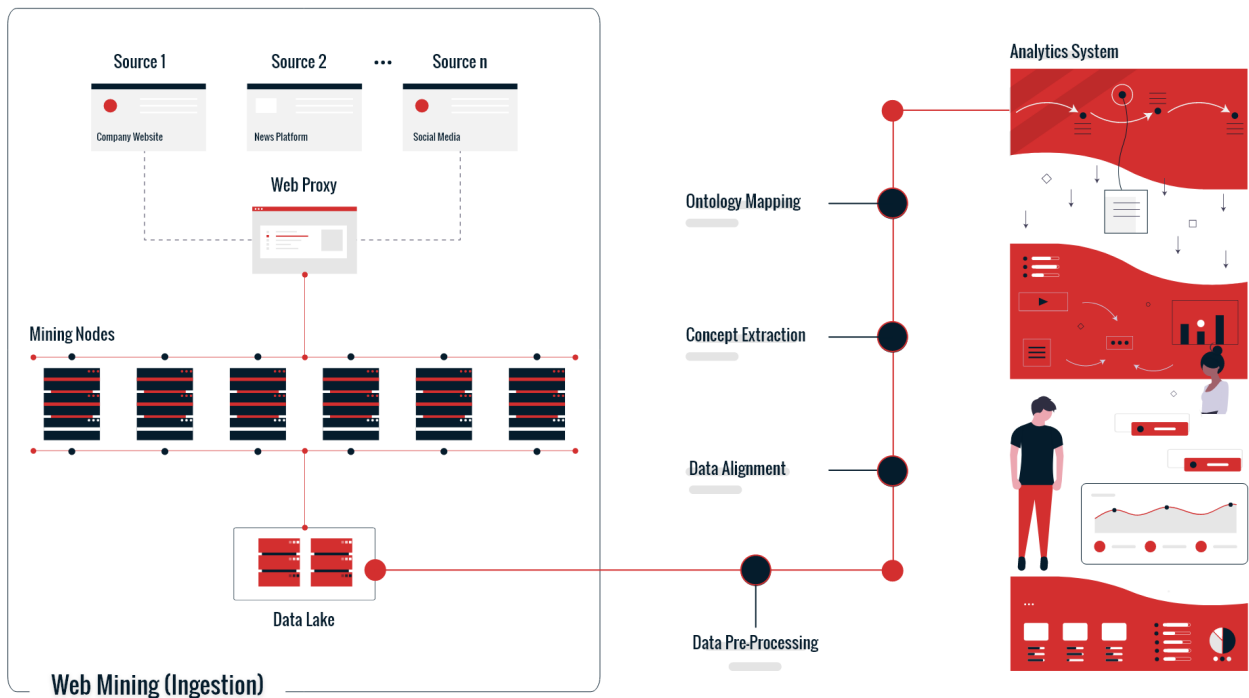 Source 1
Source 2
Source n
Company Website
News Platform
Social Media
Web Proxy
Mining Nodes
Data Lake
Web Mining (Ingestion)
Data Pre-Processing
Data Alignment
Concept Extraction
Ontology Mapping
Analytics System